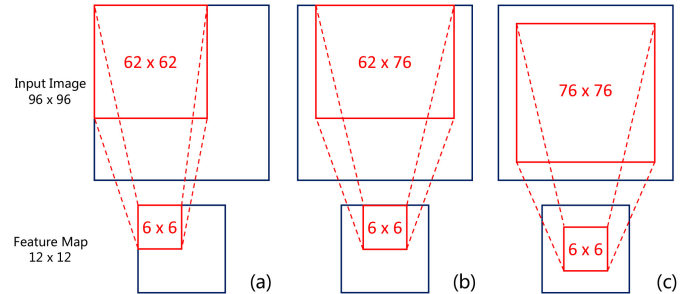 62 x 62
62 x 76
76 x 76
Input Image
96 x 96
6 x 6
6 x 6
6 x 6
Feature Map
12 x 12
(a)
(b)
(c)